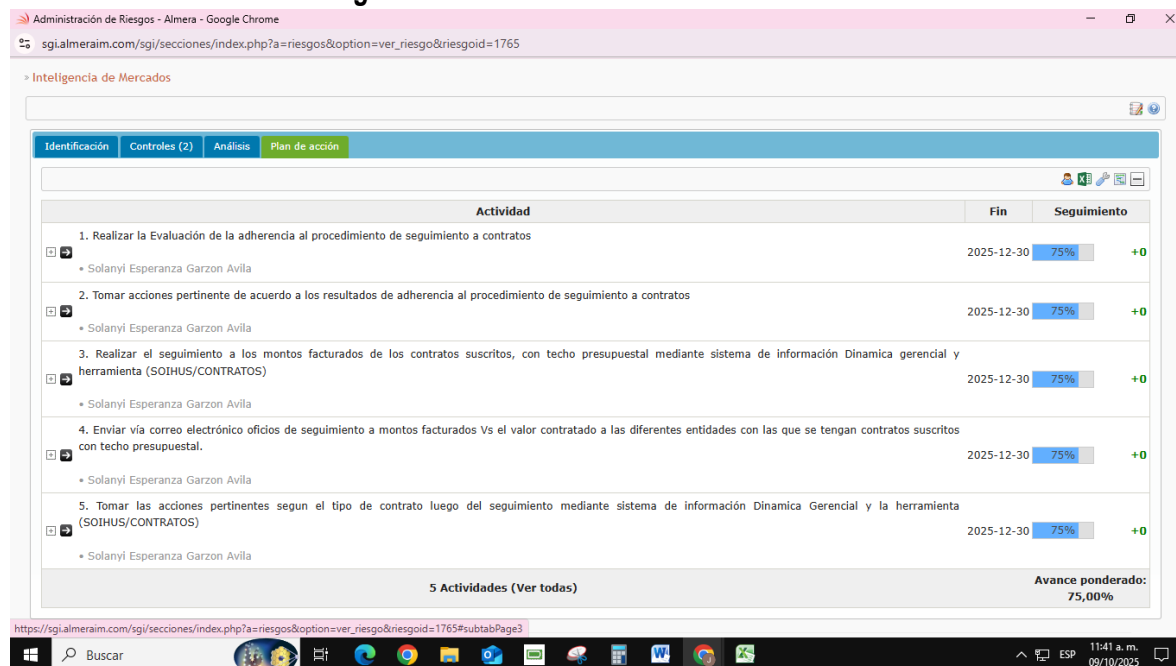 Administración de Riesgos - Almera - Google Chrome
sgi.almeraim.com/sgi/secciones/index.php?a=riesgos&option=ver_riesgo&riesgoid=1765
» Inteligencia de Mercados
Identificación Controles (2) Análisis Plan de acción
Actividad Fin Seguimiento
1. Realizar la Evaluación de la adherencia al procedimiento de seguimiento a contratos
2025-12-30 75% +0
• Solanyi Esperanza Garzon Avila
2. Tomar acciones pertinente de acuerdo a los resultados de adherencia al procedimiento de seguimiento a contratos
2025-12-30 75% +0
• Solanyi Esperanza Garzon Avila
3. Realizar el seguimiento a los montos facturados de los contratos suscritos, con techo presupuestal mediante sistema de información Dinamica gerencial y
herramienta (SOIHUS/CONTRATOS)
2025-12-30 75% +0
• Solanyi Esperanza Garzon Avila
4. Enviar vía correo electrónico oficios de seguimiento a montos facturados Vs el valor contratado a las diferentes entidades con las que se tengan contratos suscritos
con techo presupuestal.
2025-12-30 75% +0
• Solanyi Esperanza Garzon Avila
5. Tomar las acciones pertinentes segun el tipo de contrato luego del seguimiento mediante sistema de información Dinamica Gerencial y la herramienta
(SOIHUS/CONTRATOS)
2025-12-30 75% +0
• Solanyi Esperanza Garzon Avila
5 Actividades (Ver todas)
Avance ponderado:
75,00%
https://sgi.almeraim.com/sgi/secciones/index.php?a=riesgos&option=ver_riesgo&riesgoid=1765#subtabPage3
Buscar
ESP
11:41 a. m.
09/10/2025